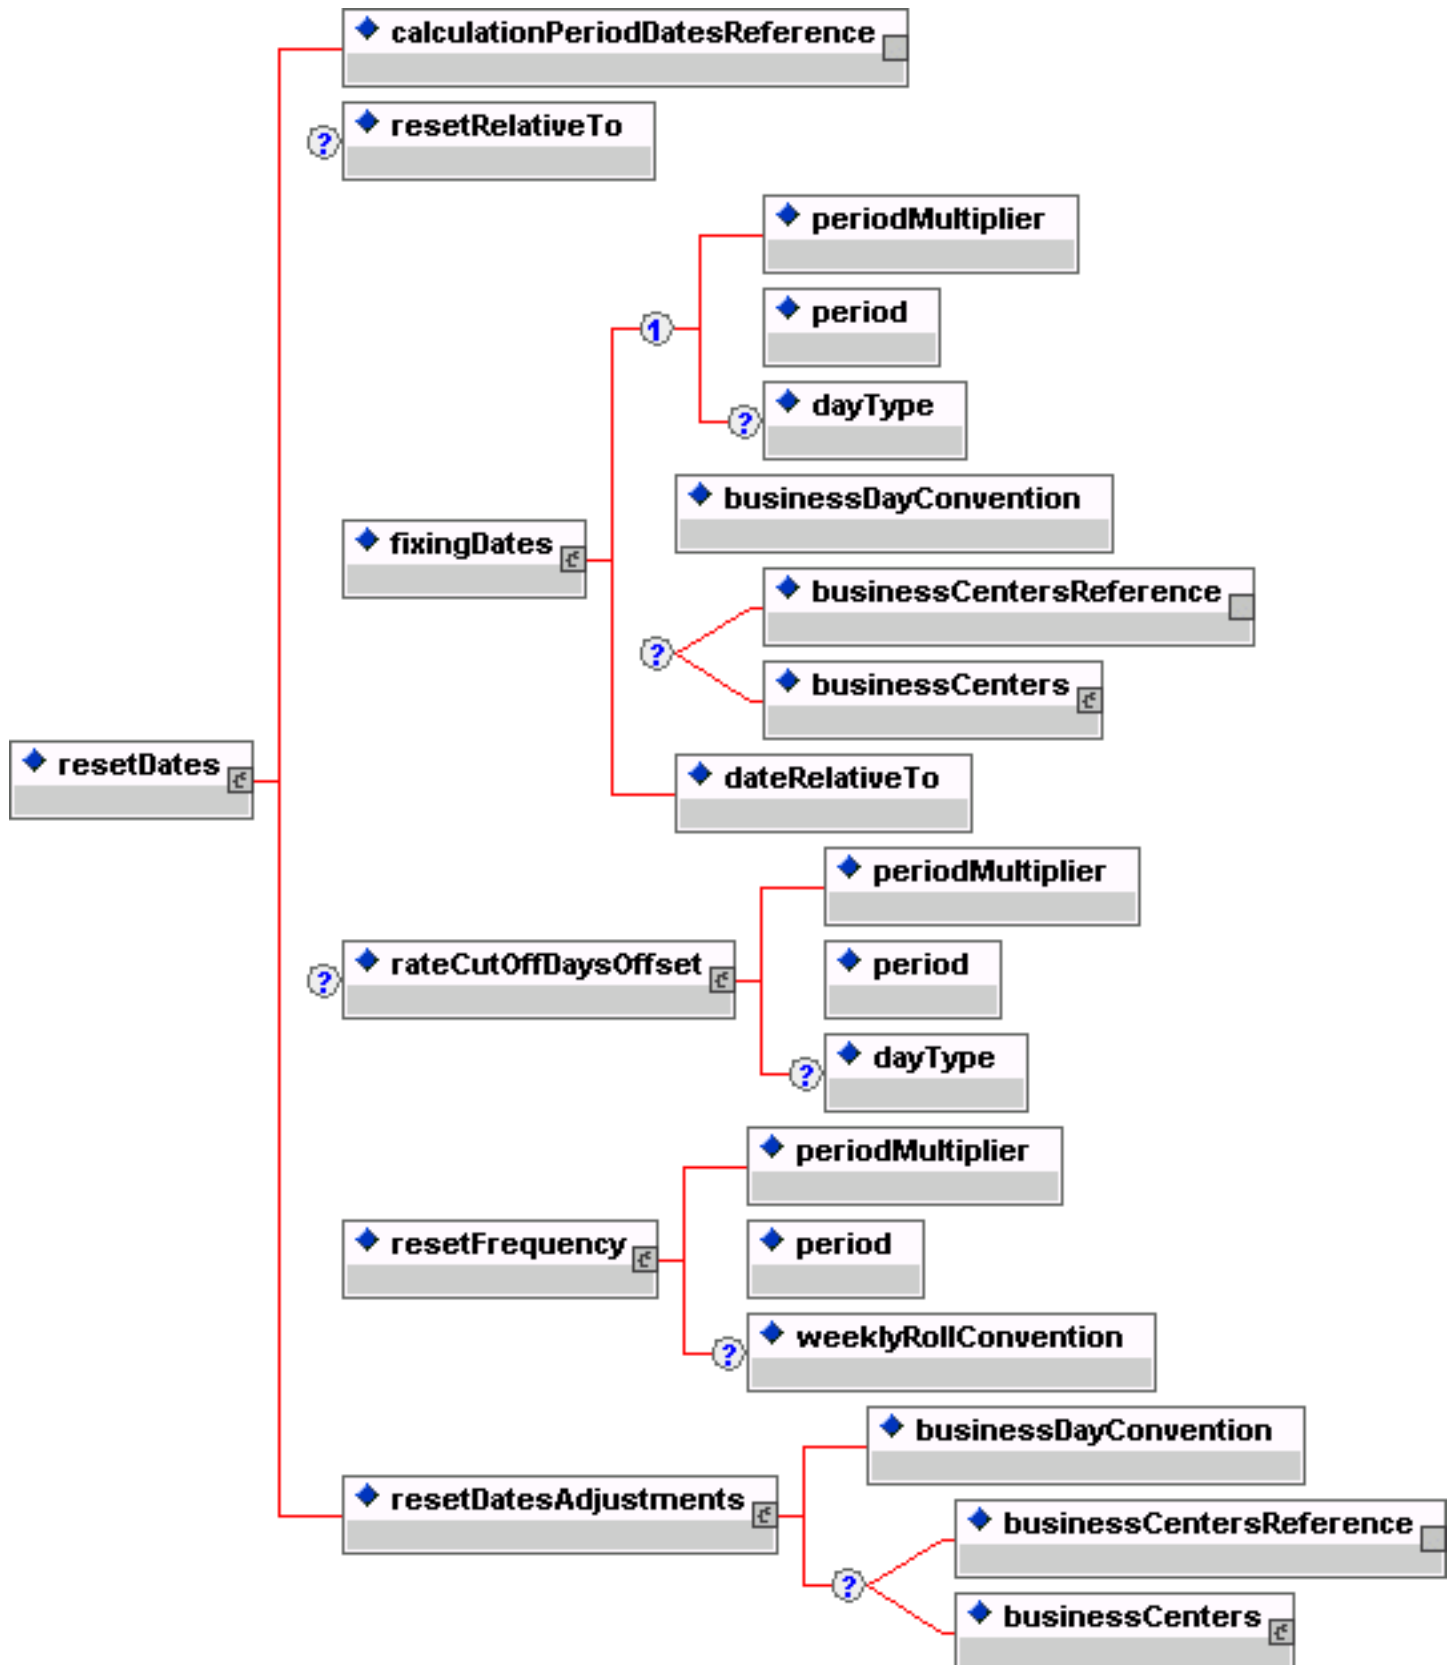 calculationPeriodDatesReference
? resetRelativeTo
periodMultiplier
1
period
? dayType
businessDayConvention
fixingDates
businessCentersReference
?
businessCenters
resetDates
dateRelativeTo
periodMultiplier
? rateCutOffDaysOffset
period
? dayType
periodMultiplier
resetFrequency
period
? weeklyRollConvention
businessDayConvention
resetDatesAdjustments
businessCentersReference
?
businessCenters